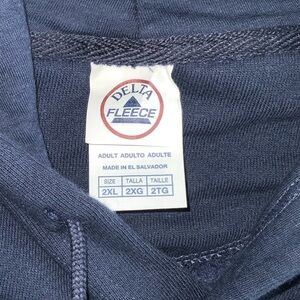 DELTA
FLEECE
ADULT ADULTO ADULTE
MADE IN EL SALVADOR
SIZE TALLA TAILLE
2XL 2XG 2TG